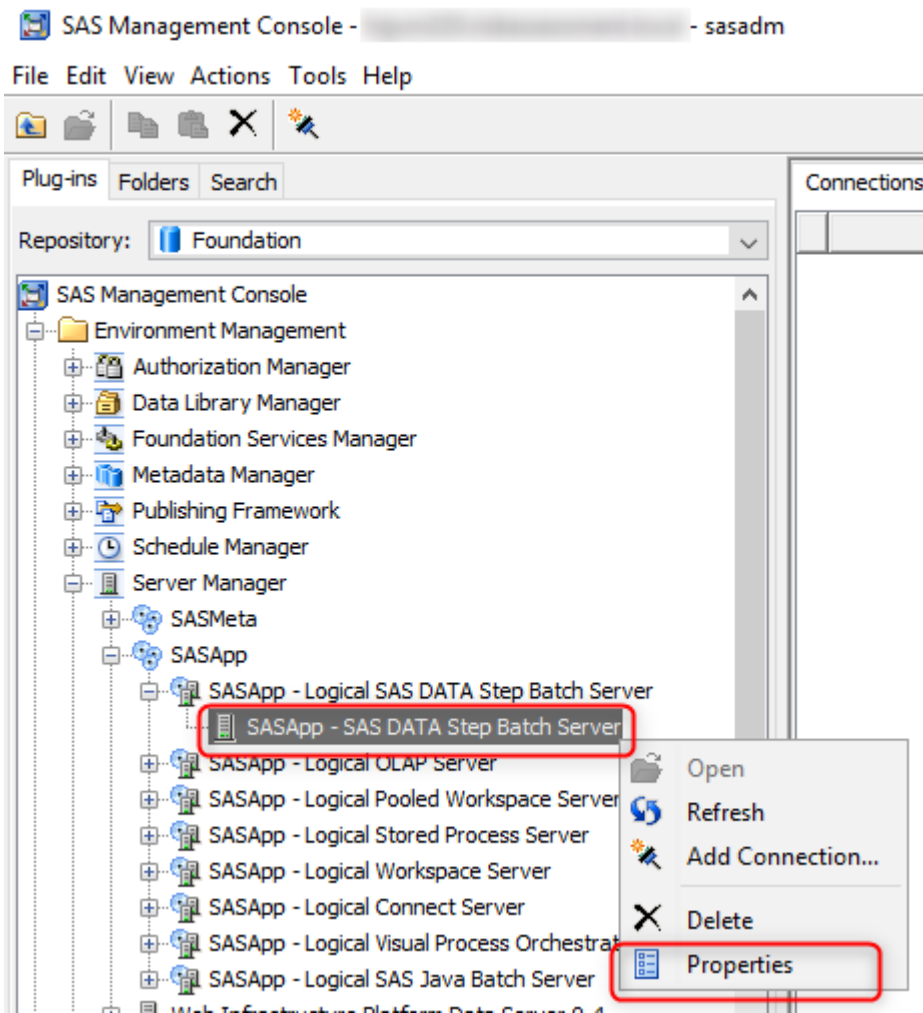 SAS Management Console - - sasadm
File Edit View Actions Tools Help
Plug-ins Folders Search
Connections
Repository: Foundation
SAS Management Console
Environment Management
Authorization Manager
Data Library Manager
Foundation Services Manager
Metadata Manager
Publishing Framework
Schedule Manager
Server Manager
SASMeta
SASApp
SASApp - Logical SAS DATA Step Batch Server
SASApp - SAS DATA Step Batch Server
SASApp - Logical OLAP Server
Open
SASApp - Logical Pooled Workspace Server
Refresh
SASApp - Logical Stored Process Server
Add Connection...
SASApp - Logical Workspace Server
SASApp - Logical Connect Server
Delete
SASApp - Logical Visual Process Orchestrat
Properties
SASApp - Logical SAS Java Batch Server
Web Infrastructure Platform Data Server 9.4